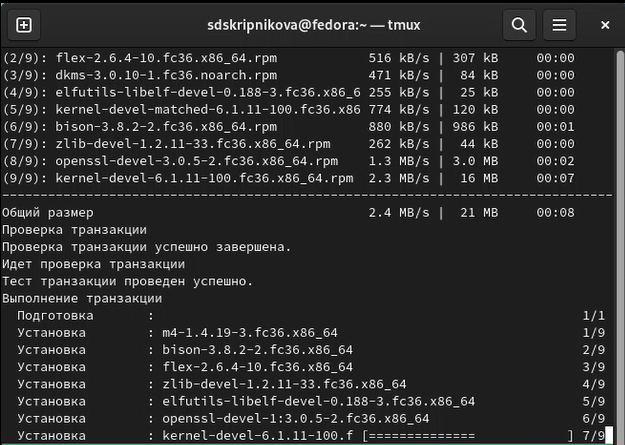 sdskripnikova@fedora:~ — tmux
(2/9): flex-2.6.4-10.fc36.x86_64.rpm 516 kB/s | 307 kB 00:00
(3/9): dkms-3.0.10-1.fc36.noarch.rpm 471 kB/s | 84 kB 00:00
(4/9): elfutils-libelf-devel-0.188-3.fc36.x86_6 255 kB/s | 25 kB 00:00
(5/9): kernel-devel-matched-6.1.11-100.fc36.x86 774 kB/s | 120 kB 00:00
(6/9): bison-3.8.2-2.fc36.x86_64.rpm 880 kB/s | 986 kB 00:01
(7/9): zlib-devel-1.2.11-33.fc36.x86_64.rpm 262 kB/s | 44 kB 00:00
(8/9): openssl-devel-3.0.5-2.fc36.x86_64.rpm 1.3 MB/s | 3.0 MB 00:02
(9/9): kernel-devel-6.1.11-100.fc36.x86_64.rpm 2.3 MB/s | 16 MB 00:07
--------------------------------------------------------------------------------
Общий размер 2.4 MB/s | 21 MB 00:08
Проверка транзакции
Проверка транзакции успешно завершена.
Идет проверка транзакции
Тест транзакции проведен успешно.
Выполнение транзакции
Подготовка : 1/1
Установка : m4-1.4.19-3.fc36.x86_64 1/9
Установка : bison-3.8.2-2.fc36.x86_64 2/9
Установка : flex-2.6.4-10.fc36.x86_64 3/9
Установка : zlib-devel-1.2.11-33.fc36.x86_64 4/9
Установка : elfutils-libelf-devel-0.188-3.fc36.x86_64 5/9
Установка : openssl-devel-1:3.0.5-2.fc36.x86_64 6/9
Установка : kernel-devel-6.1.11-100.f [============== ] 7/9